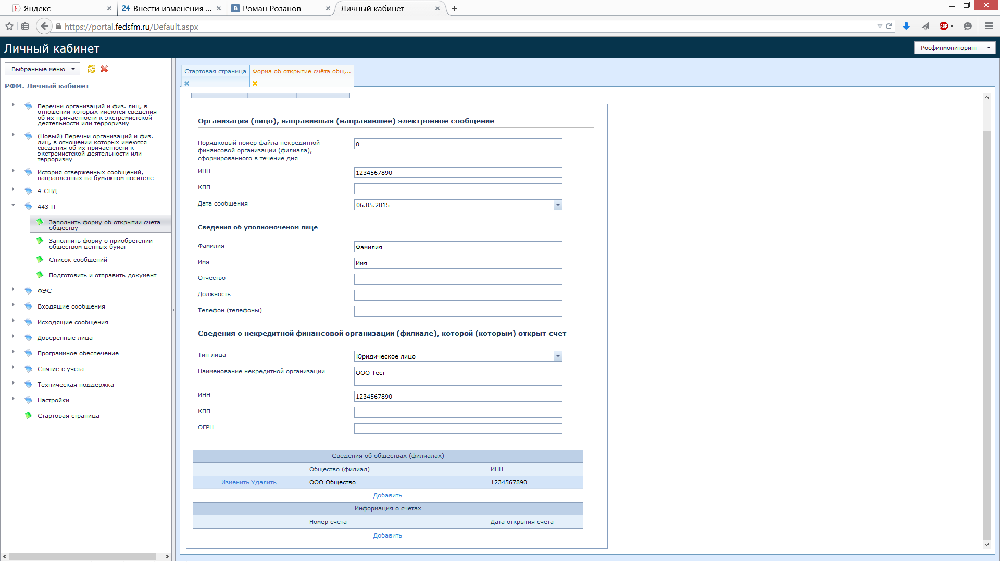 Яндекс
24 Внести изменения ...
B Роман Розанов
Личный кабинет
https://portal.fedsfm.ru/Default.aspx
ABP
Личный кабинет
Росфинмониторинг
Выбранные меню
РФМ. Личный кабинет
Перечни организаций и физ. лиц, в
отношении которых имеются сведения
об их причастности к экстремистской
деятельности или терроризму
(Новый) Перечни организаций и физ.
лиц, в отношении которых имеются
сведения об их причастности к
экстремистской деятельности или
терроризму
История отверженных сообщений,
направленных на бумажном носителе
4-СПД
443-П
Заполнить форму об открытии счета
обществу
Заполнить форму о приобретении
обществом ценных бумаг
Список сообщений
Подготовить и отправить документ
ФЭС
Входящие сообщения
Исходящие сообщения
Доверенные лица
Программное обеспечение
Снятие с учета
Техническая поддержка
Настройки
Стартовая страница
Стартовая страница
Форма об открытие счёта общ...
Организация (лицо), направившая (направившее) электронное сообщение
Порядковый номер файла некредитной
финансовой организации (филиала),
сформированного в течение дня
0
ИНН
1234567890
КПП
Дата сообщения
06.05.2015
Сведения об уполномоченом лице
Фамилия
Фамилия
Имя
Имя
Отчество
Должность
Телефон (телефоны)
Сведения о некредитной финансовой организации (филиале), которой (которым) открыт счет
Тип лица
Юридическое лицо
Наименование некредитной организации
ООО Тест
ИНН
1234567890
КПП
ОГРН
Сведения об обществах (филиалах)
Общество (филиал)
ИНН
Изменить Удалить
ООО Общество
1234567890
Добавить
Информация о счетах
Номер счёта
Дата открытия счета
Добавить